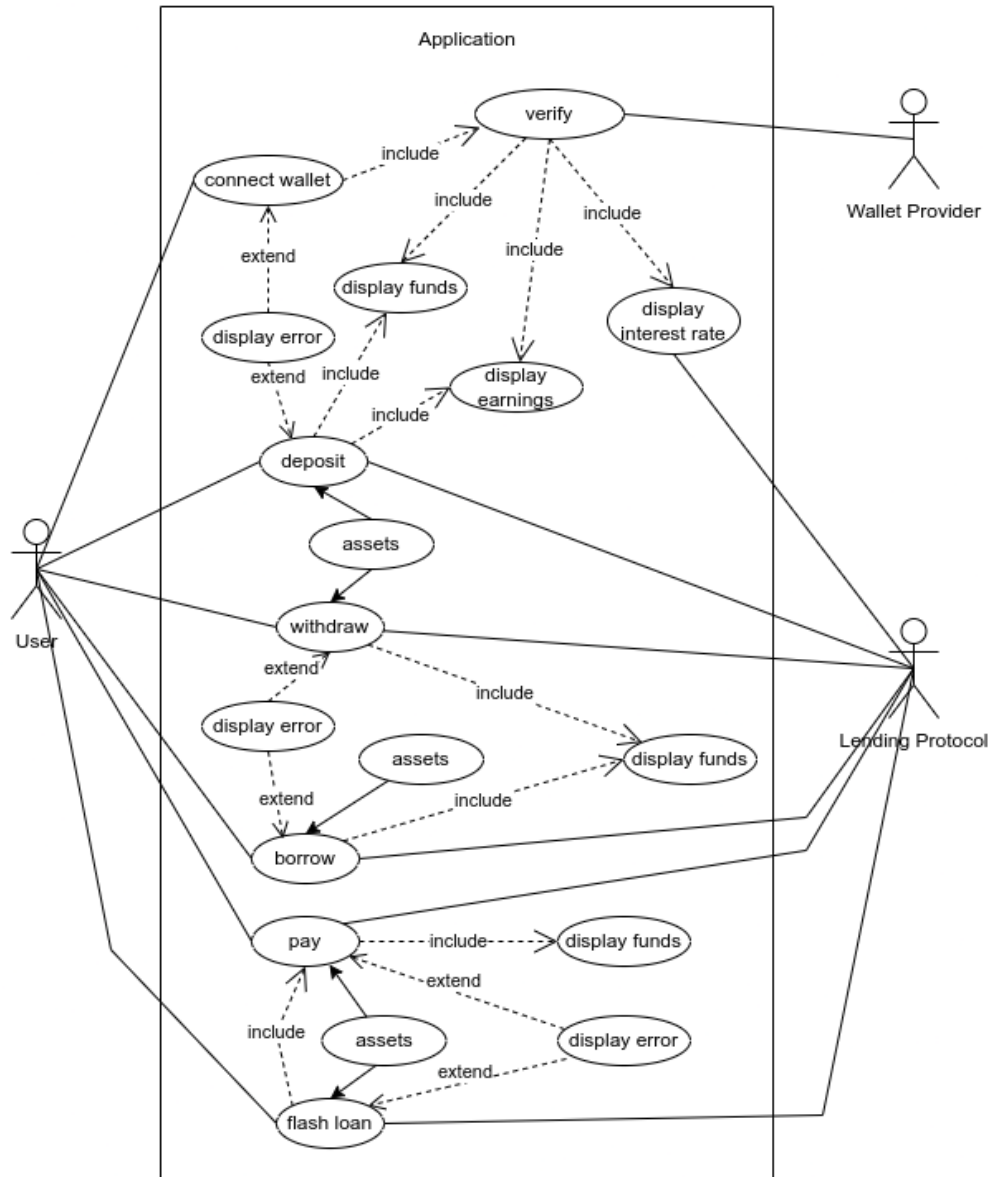 Application
verify
include
connect wallet
Wallet Provider
include
include
include
extend
display funds
display
interest rate
display error
extend
include
display
earnings
include
deposit
assets
User
withdraw
extend
include
display error
Lending Protocol
assets
display funds
extend
include
borrow
pay
include
display funds
extend
include
assets
display error
extend
flash loan